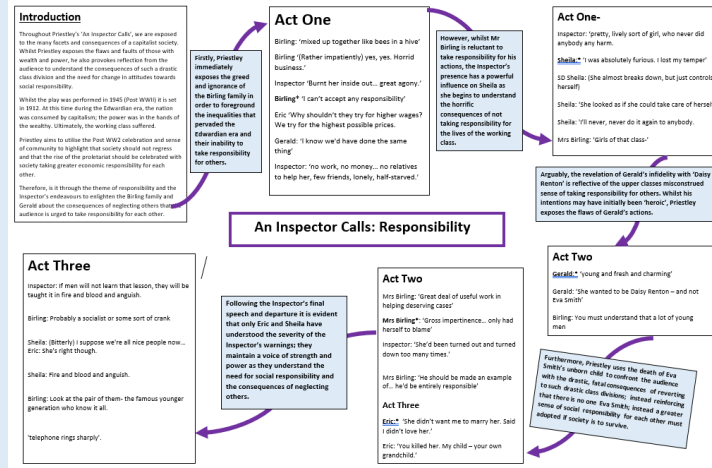 Introduction
Throughout Priestley's 'An Inspector Calls', we are exposed
to the many facets and consequences of a capitalist society.
Whilst Priestley exposes the flaws and faults of those with
wealth and power, he also provokes reflection from the
audience to understand the consequences of such a drastic
class division and the need for change in attitudes towards
social responsibility.
Whilst the play was performed in 1945 (Post WWII) it is set
in 1912. At this time during the Edwardian era, the nation
was consumed by capitalism; the power was in the hands of
the wealthy. Ultimately, the working class suffered.
Priestley aims to utilise the Post WW2 celebration and sense
of community to highlight that society should not regress
and that the rise of the proletariat should be celebrated with
society taking greater economic responsibility for each
other.
Therefore, is it through the theme of responsibility and the
Inspector's endeavours to enlighten the Birling family and
Gerald about the consequences of neglecting others that
audience is urged to take responsibility for each other.
Firstly, Priestley
immediately
exposes the greed
and ignorance of
the Birling family in
order to foreground
the inequalities that
pervaded the
Edwardian era and
their inability to
take responsibility
for others.
Act One
Birling: 'mixed up together like bees in a hive'
Birling '(Rather impatiently) yes, yes. Horrid
business.'
Inspector 'Burnt her inside out... great agony.'
Birling* 'I can't accept any responsibility'
Eric 'Why shouldn't they try for higher wages?
We try for the highest possible prices.
Gerald: 'I know we'd have done the same
thing'
Inspector: 'no work, no money... no relatives
to help her, few friends, lonely, half-starved.'
However, whilst Mr
Birling is reluctant to
take responsibility for his
actions, the Inspector's
presence has a powerful
influence on Sheila as
she begins to understand
the horrific
consequences of not
taking responsibility for
the lives of the working
class.
Act One-
Inspector: 'pretty, lively sort of girl, who never did
anybody any harm.
Sheila:* 'I was absolutely furious. I lost my temper'
SD Sheila: (She almost breaks down, but just controls
herself)
Sheila: 'She looked as if she could take care of
Sheila: 'I'll never, never do it again to anybody.
Mrs Birling: 'Girls of that class-'
Arguably, the revelation of Gerald's infidelity with 'Daisy
Renton' is reflective of the upper classes misconstrued
sense of taking responsibility for others. Whilst his
intentions may have initially been 'heroic', Priestley
exposes the flaws of Gerald's actions.
An Inspector Calls: Responsibility
Act Two
Gerald:* 'young and fresh and charming'
Gerald: 'She wanted to be Daisy Renton – and not
Eva Smith'
Birling: You must understand that a lot of young
men
Furthermore, Priestley uses the death of Eva
Smith's unborn child to confront the audience
with the drastic, fatal consequences of reverting
to such drastic class divisions; instead reinforcing
that there is no one Eva Smith; instead a greater
sense of social responsibility for each other must
adopted if society is to survive.
Act Two
Mrs Birling: 'Great deal of useful work in
helping deserving cases'
Mrs Birling*: 'Gross impertinence... only had
herself to blame'
Inspector: 'She'd been turned out and turned
down too many times.'
Mrs Birling: 'He should be made an example
of... he'd be entirely responsible'
Act Three
Eric:* 'She didn't want me to marry her. Said
I didn't love her.'
Eric: 'You killed her. My child – your own
grandchild.'
Following the Inspector's final
speech and departure it is evident
that only Eric and Sheila have
understood the severity of the
Inspector's warnings; they
maintain a voice of strength and
power as they understand the
need for social responsibility and
the consequences of neglecting
others.
Act Three
Inspector: If men will not learn that lesson, they will be
taught it in fire and blood and anguish.
Birling: Probably a socialist or some sort of crank
Sheila: (Bitterly) i suppose we're all nice people now...
Eric: She's right though.
Sheila: Fire and blood and anguish.
Birling: Look at the pair of them- the famous younger
generation who know it all.
'telephone rings sharply'.